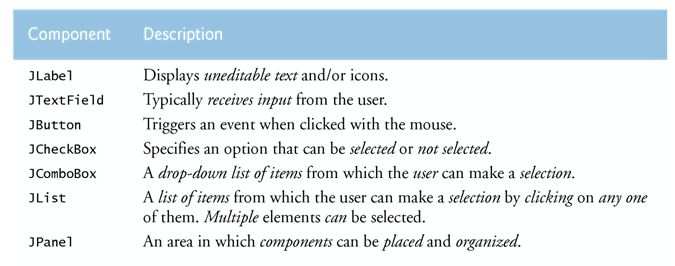 Component Description
JLabel Displays uneditable text and/or icons.
JTextField Typically receives input from the user.
JButton Triggers an event when clicked with the mouse.
JCheckBox Specifies an option that can be selected or not selected.
JComboBox A drop-down list of items from which the user can make a selection.
JList A list of items from which the user can make a selection by clicking on any one
of them. Multiple elements can be selected.
JPanel An area in which components can be placed and organized.